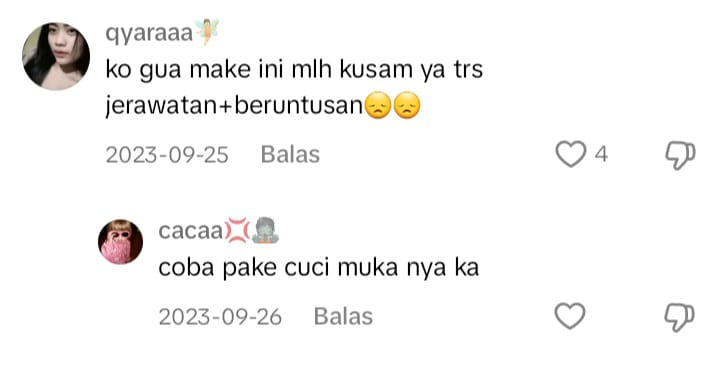 qyaraaa🧚
ko gua make ini mlh kusam ya trs
jerawatan+beruntusan😞😞
2023-09-25 Balas 4
cacaa💢🧟
coba pake cuci muka nya ka
2023-09-26 Balas